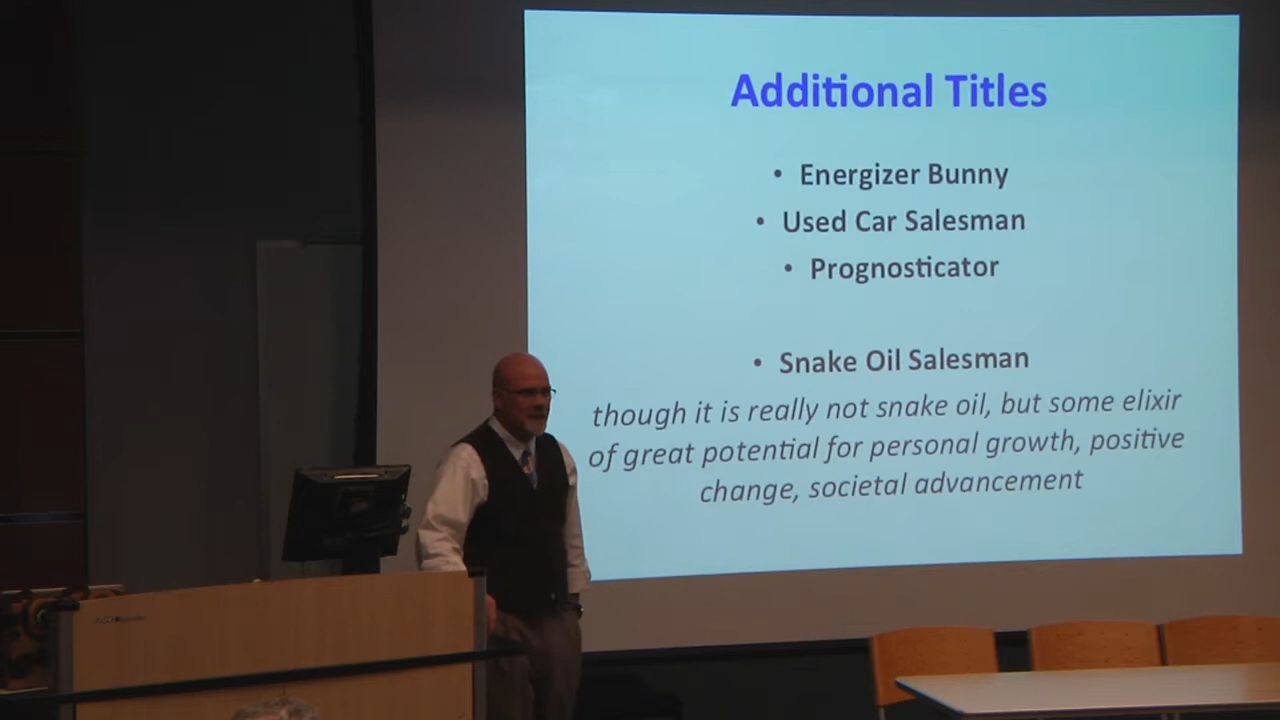 Additional Titles
• Energizer Bunny
• Used Car Salesman
• Prognosticator
• Snake Oil Salesman
though it is really not snake oil, but some elixir
of great potential for personal growth, positive
change, societal advancement